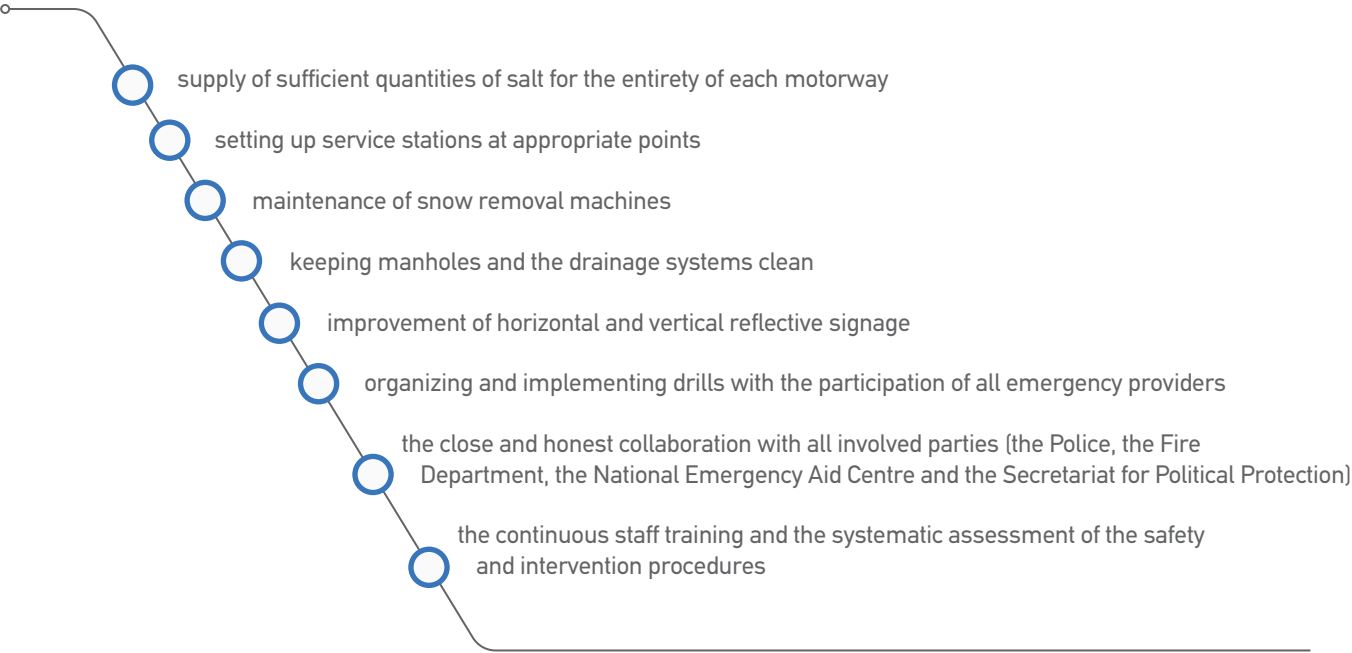 supply of sufficient quantities of salt for the entirety of each motorway
setting up service stations at appropriate points
maintenance of snow removal machines
keeping manholes and the drainage systems clean
improvement of horizontal and vertical reflective signage
organizing and implementing drills with the participation of all emergency providers
the close and honest collaboration with all involved parties (the Police, the Fire
Department, the National Emergency Aid Centre and the Secretariat for Political Protection)
the continuous staff training and the systematic assessment of the safety
and intervention procedures